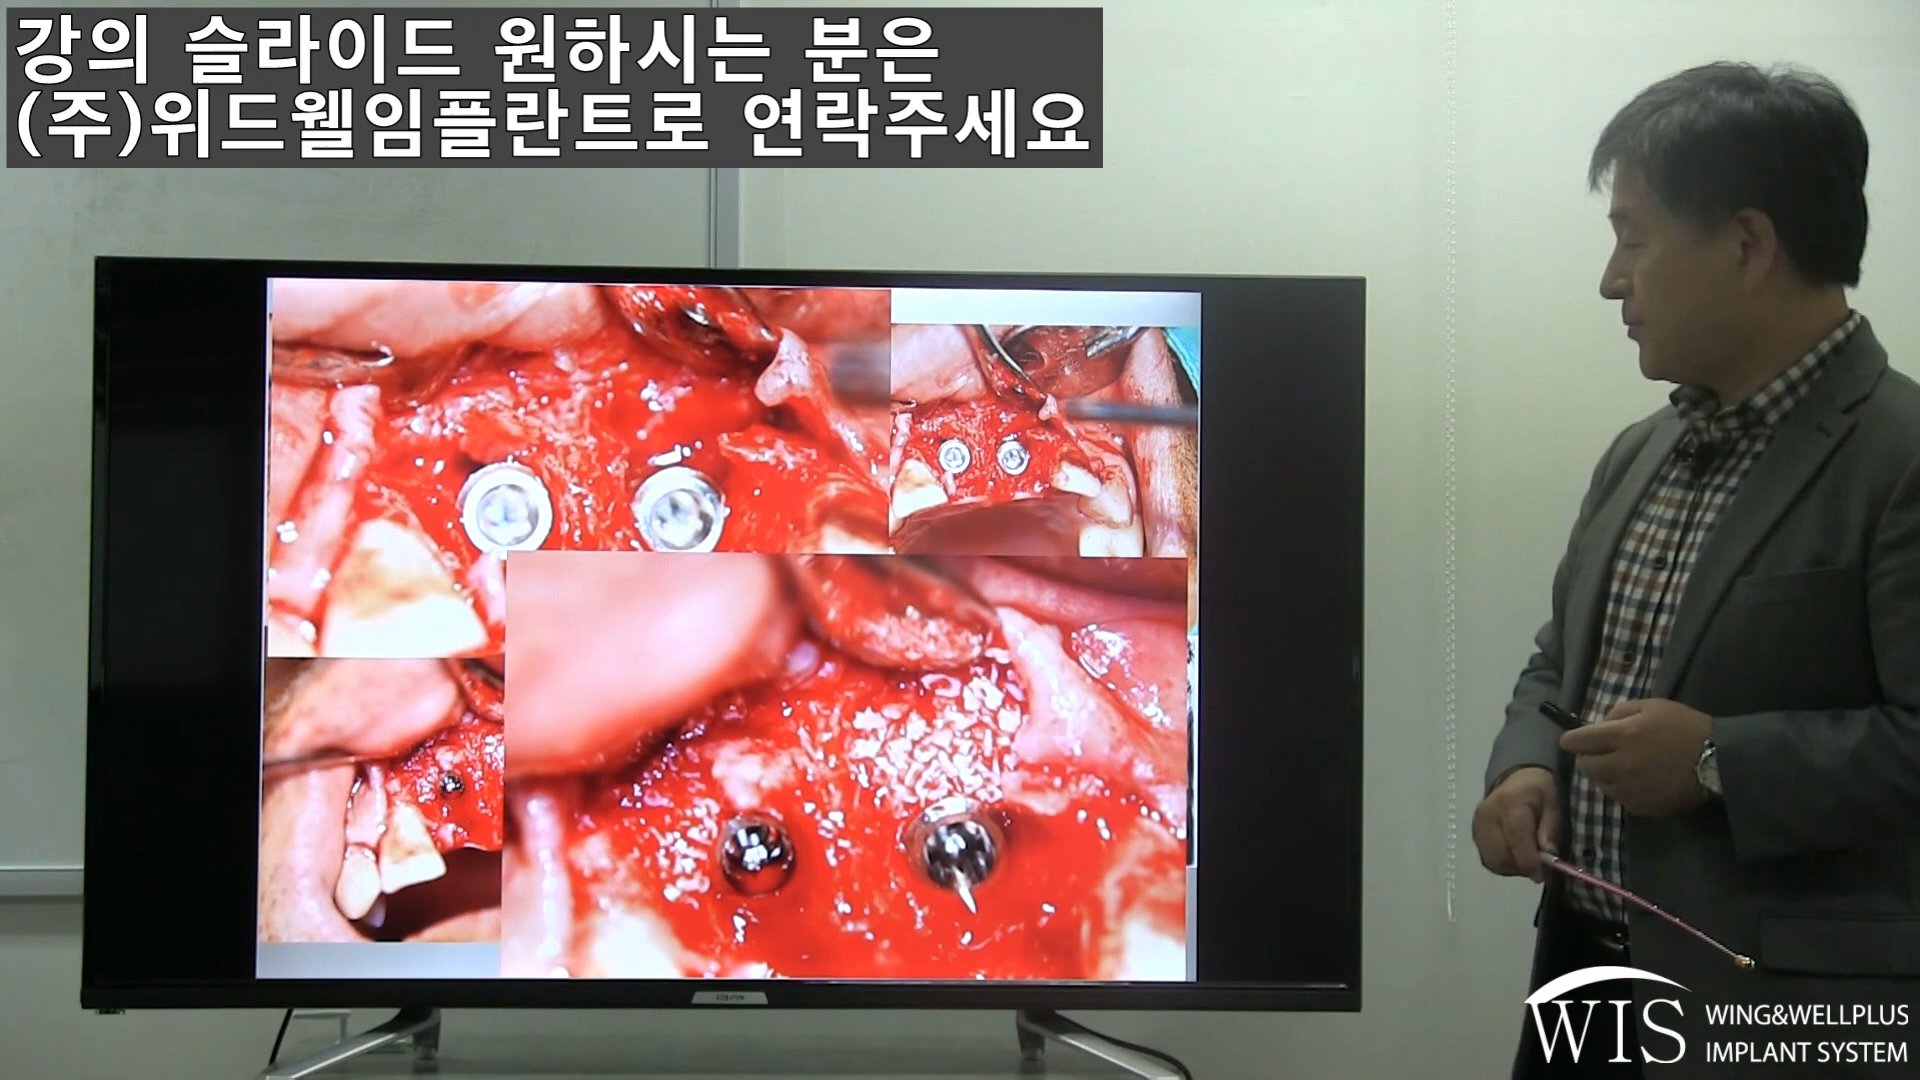 강의 슬라이드 원하시는 분은
(주)위드웰임플란트로 연락주세요
WIS
WING&WELLPLUS
IMPLANT SYSTEM